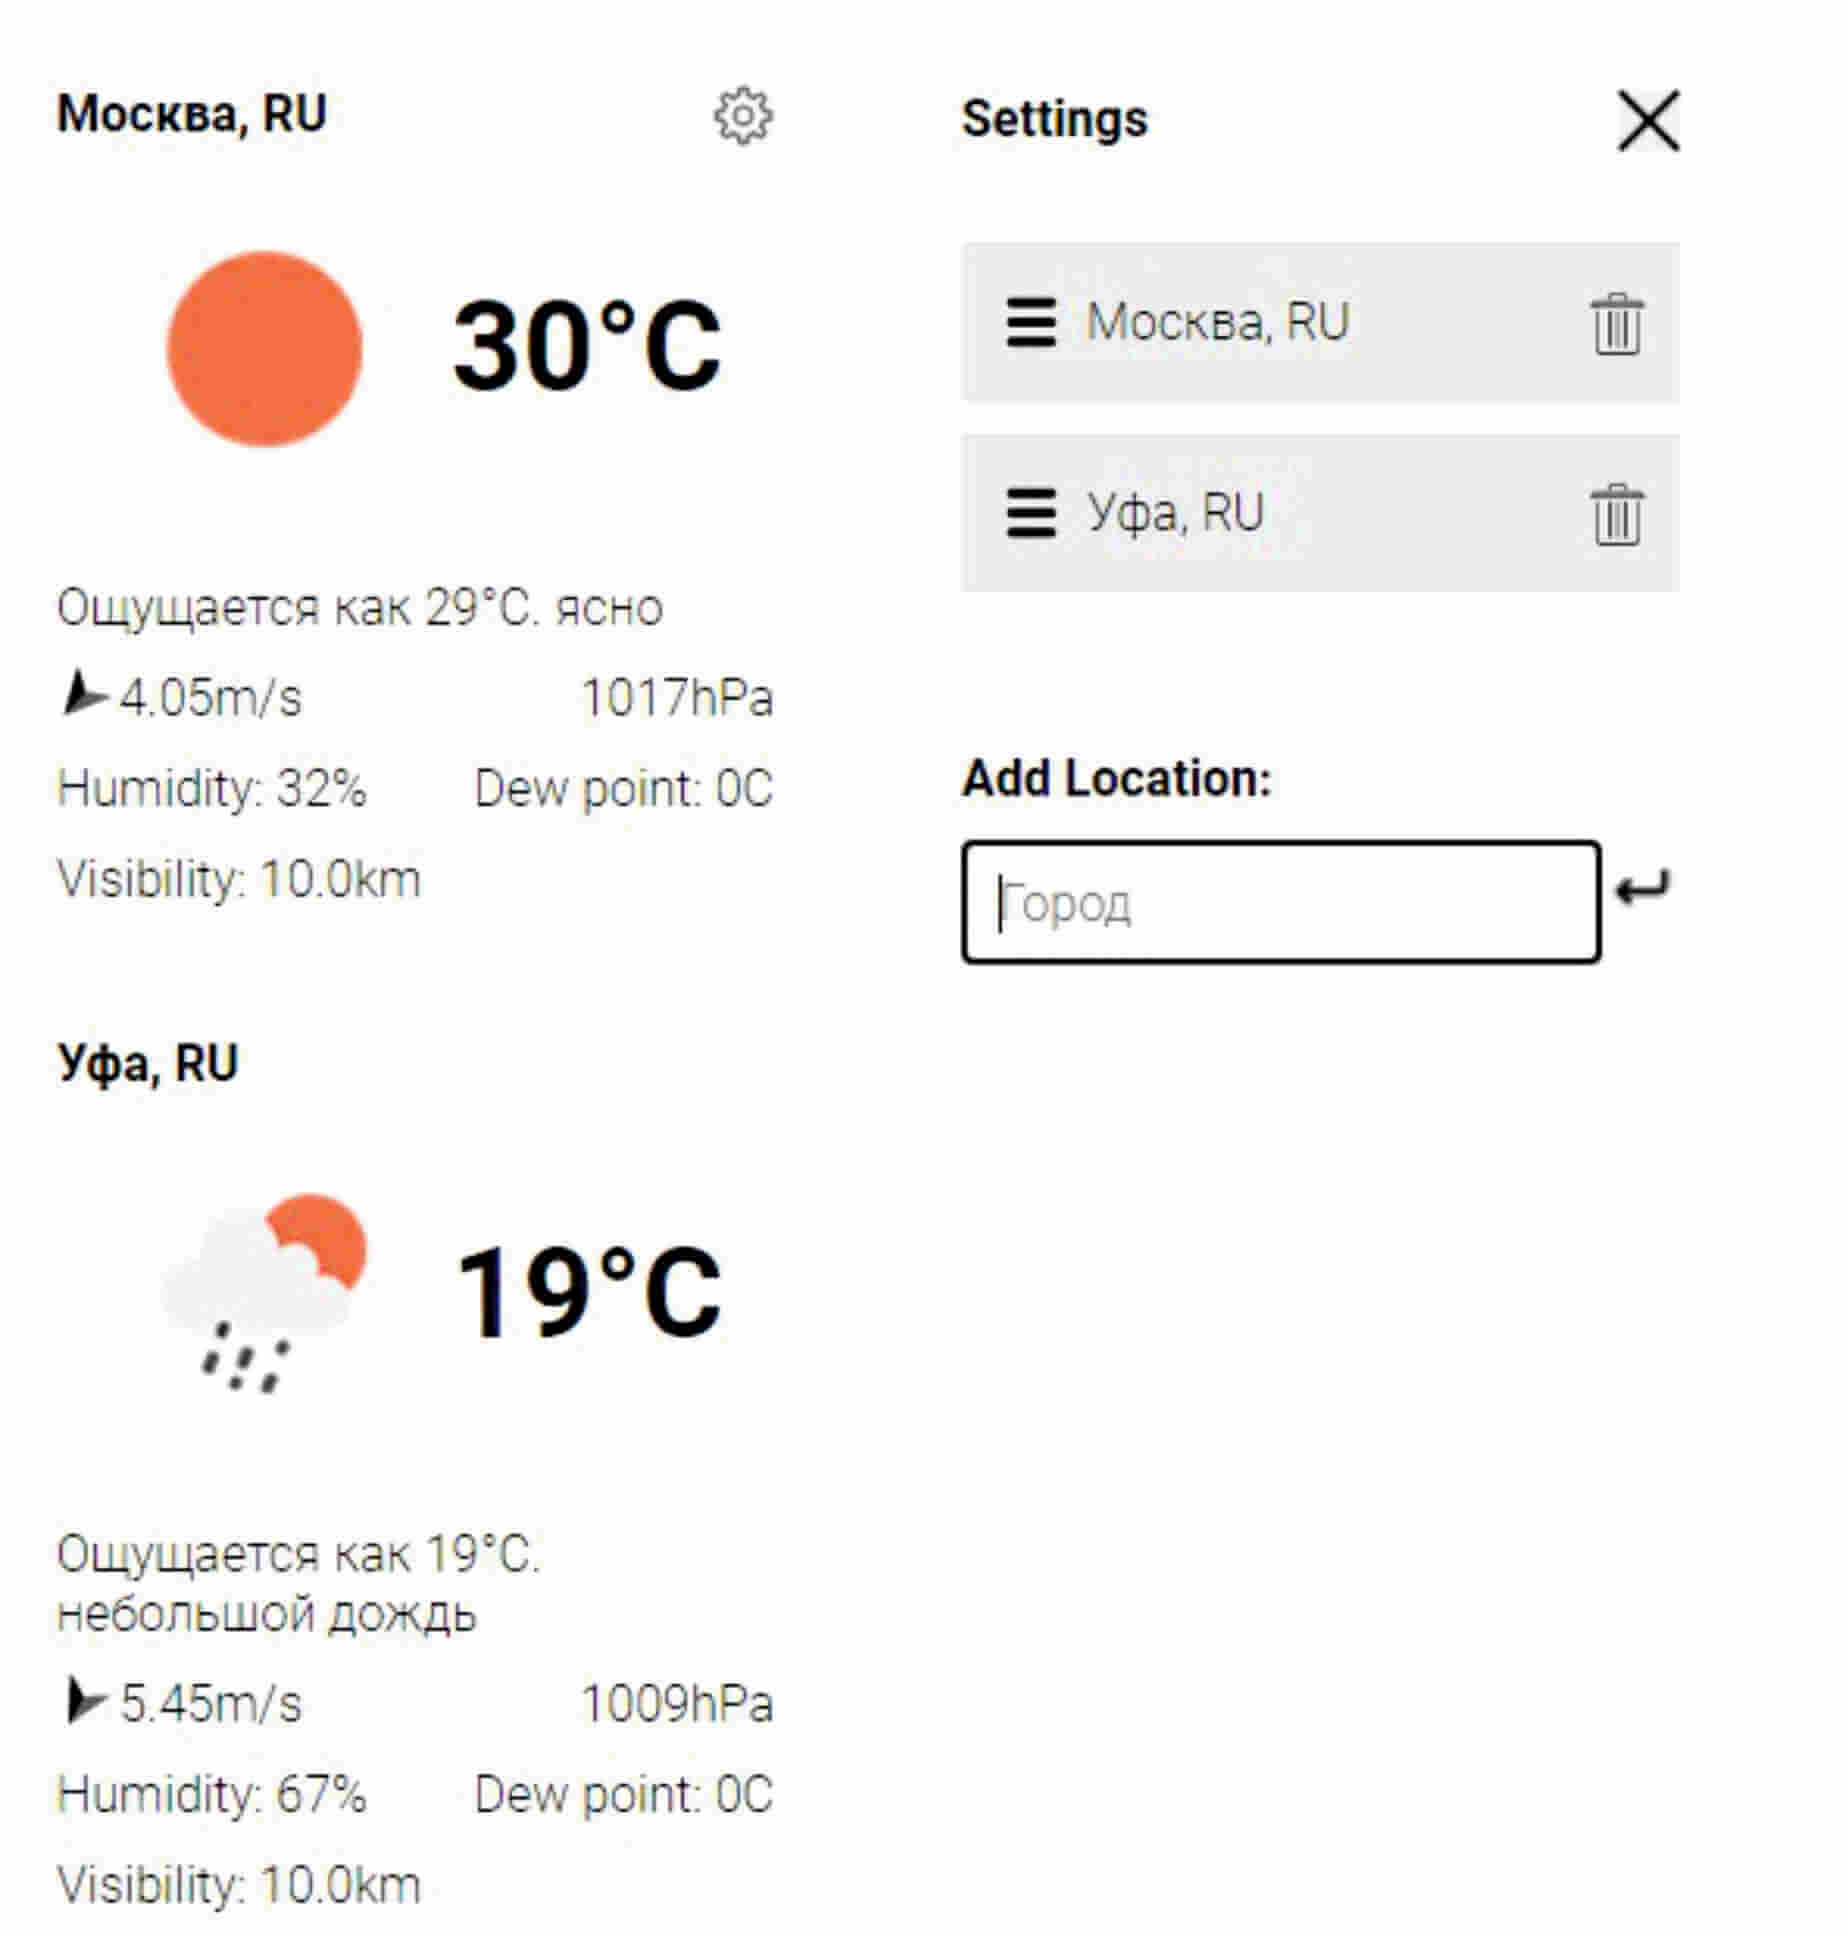 Москва, RU
30°C
Ощущается как 29°C. ясно
4.05m/s 1017hPa
Humidity: 32% Dew point: 0C
Visibility: 10.0km
Уфа, RU
19°C
Ощущается как 19°C.
небольшой дождь
5.45m/s 1009hPa
Humidity: 67% Dew point: 0C
Visibility: 10.0km
Settings
Москва, RU
Уфа, RU
Add Location:
Город